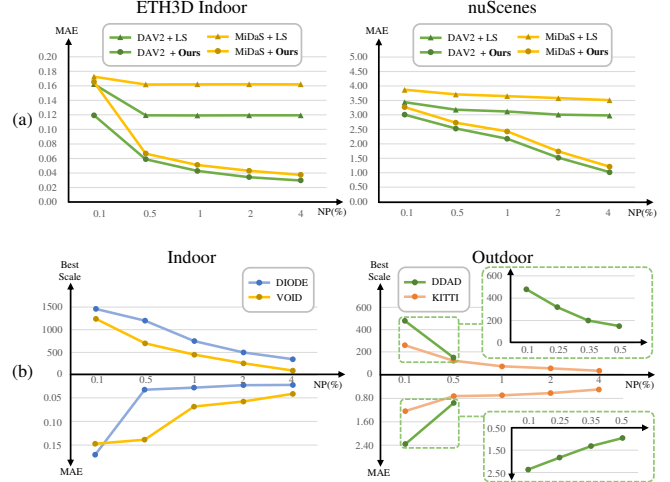 ETH3D Indoor
MAE
DAV2 + LS
MiDaS + LS
DAV2 + Ours
MiDaS + Ours
0.20
0.18
0.16
0.14
0.12
0.10
0.08
0.06
0.04
0.02
0.00
0.1 0.5 1 2 4 NP(%)
nuScenes
MAE
DAV2 + LS
MiDaS + LS
DAV2 + Ours
MiDaS + Ours
5.00
4.50
4.00
3.50
3.00
2.50
2.00
1.50
1.00
0.50
0.00
0.1 0.5 1 2 4 NP(%)
(a)
Indoor
Best
Scale
DIODE
VOID
1500
1000
500
0
0.1 0.5 1 2 4 NP(%)
0.05
0.10
0.15
MAE
Outdoor
Best
Scale
DDAD
KITTI
600
400
200
0
0.1 0.5 1 2 4 NP(%)
0.80
1.60
2.40
MAE
600
400
200
0
0.1 0.25 0.35 0.5
0.1 0.25 0.35 0.5
0.50
1.50
2.50
(b)